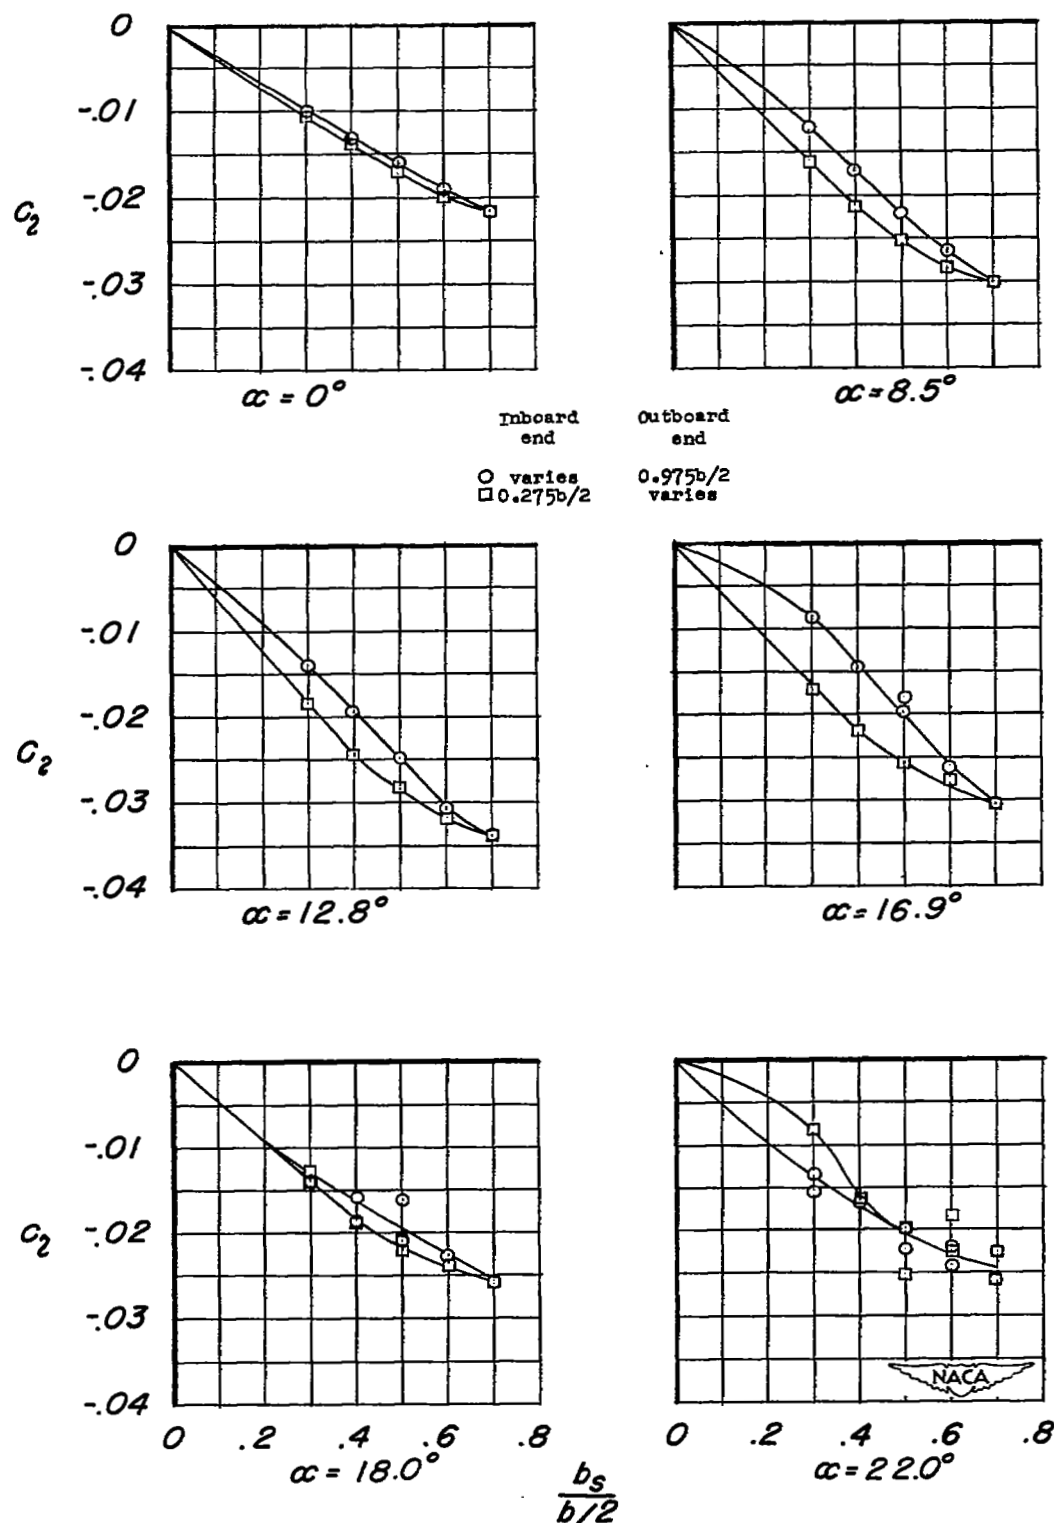 0
-.01
-.02
-.03
-.04
C₂
α = 0°
α = 8.5°
Inboard end
Outboard end
varies 0.975b/2
0.275b/2 varies
0
-.01
-.02
-.03
-.04
C₂
α = 12.8°
α = 16.9°
0
-.01
-.02
-.03
-.04
C₂
0 .2 .4 .6 .8
0 .2 .4 .6 .8
α = 18.0°
α = 22.0°
NACA
bₛ
b/2